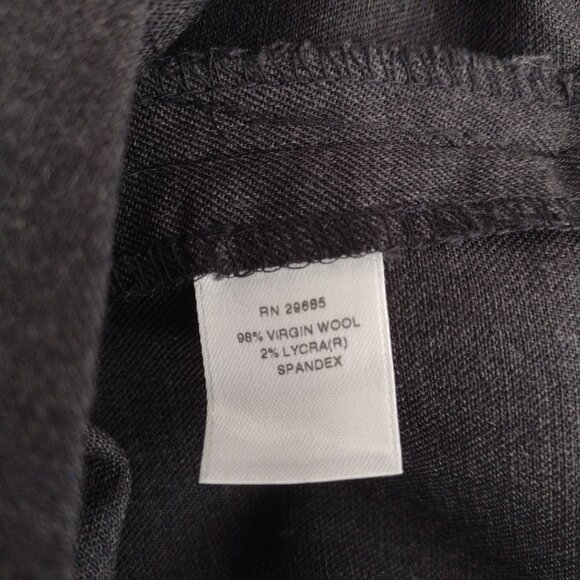 RN 29685
98% VIRGIN WOOL
2% LYCRA(R)
SPANDEX